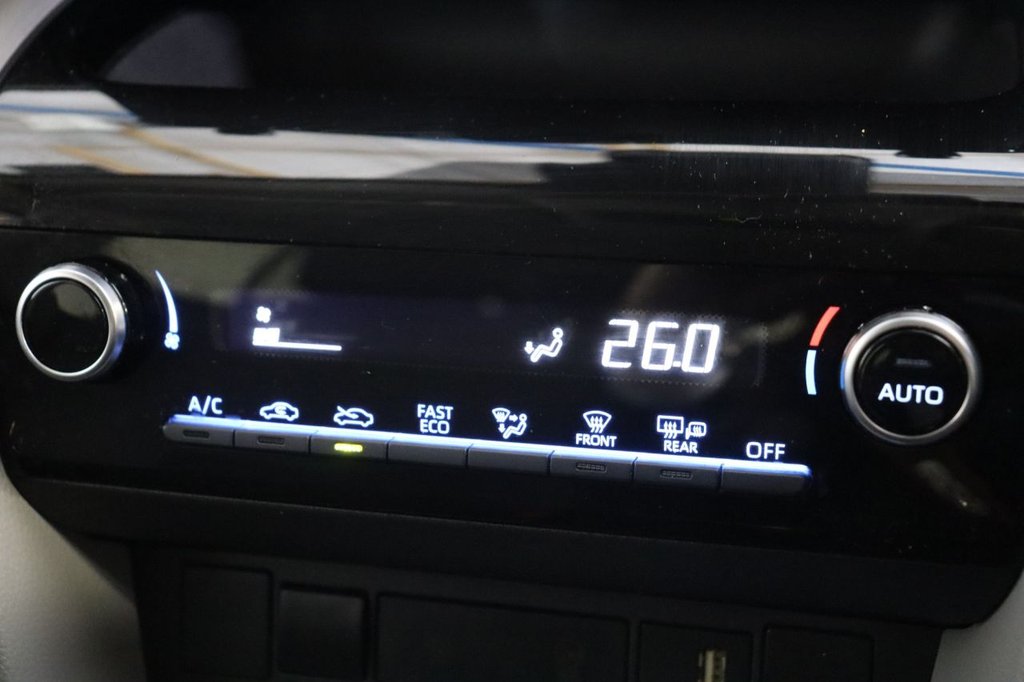 26.0
AUTO
A/C
FAST
ECO
FRONT
REAR
OFF